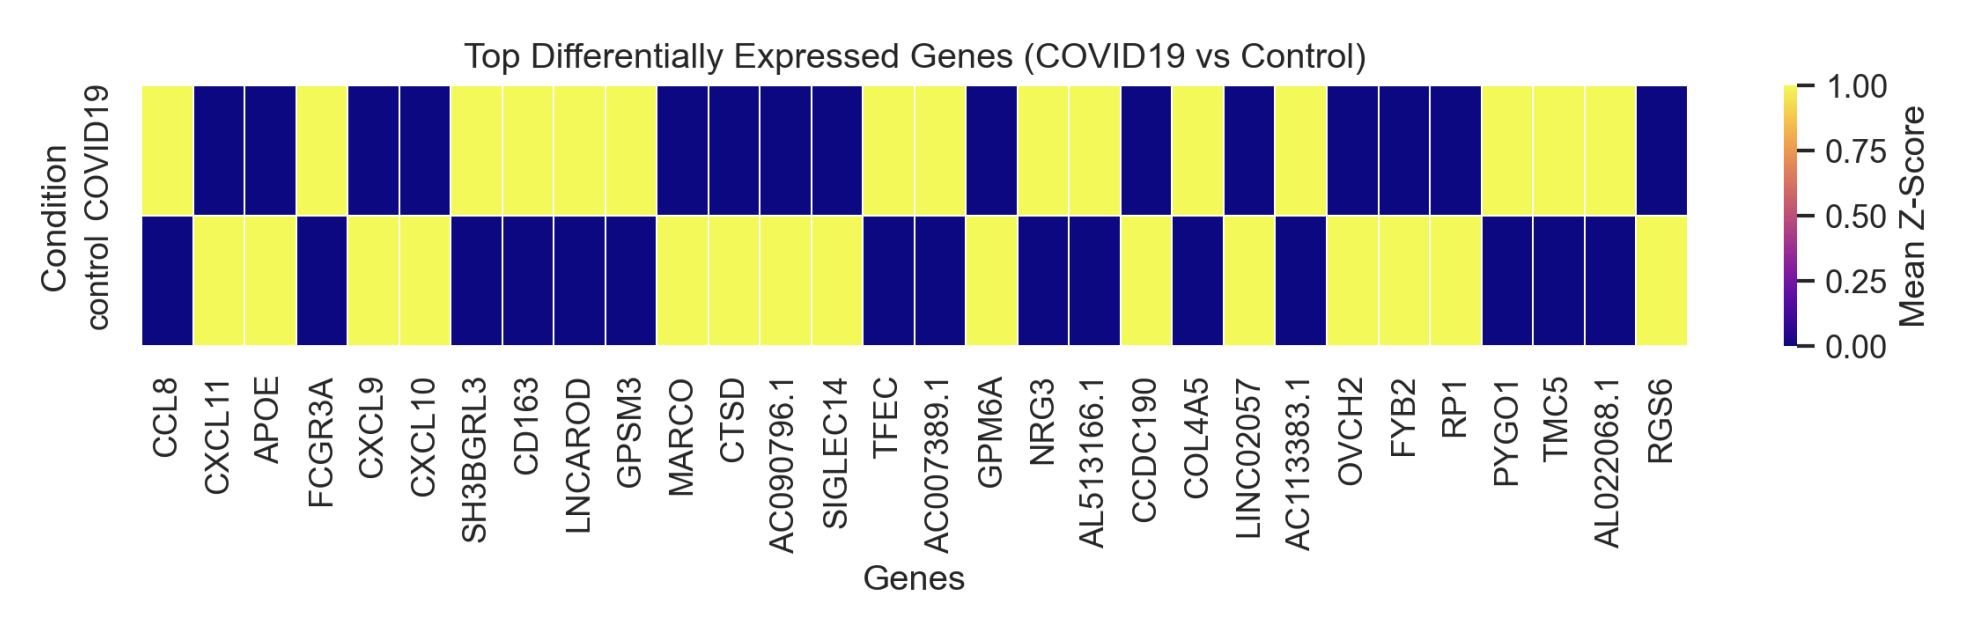 Top Differentially Expressed Genes (COVID19 vs Control)
Condition
COVID19
control
CCL8
CXCL11
APOE
FCGR3A
CXCL9
CXCL10
SH3BGRL3
CD163
LNCAROD
GPSM3
MARCO
CTSD
AC090796.1
SIGLEC14
TFEC
AC007389.1
GPM6A
NRG3
AL513166.1
CCDC190
COL4A5
LINC02057
AC113383.1
OVCH2
FYB2
RP1
PYGO1
TMC5
AL022068.1
RGS6
Genes
1.00
0.75
0.50
0.25
0.00
Mean Z-Score